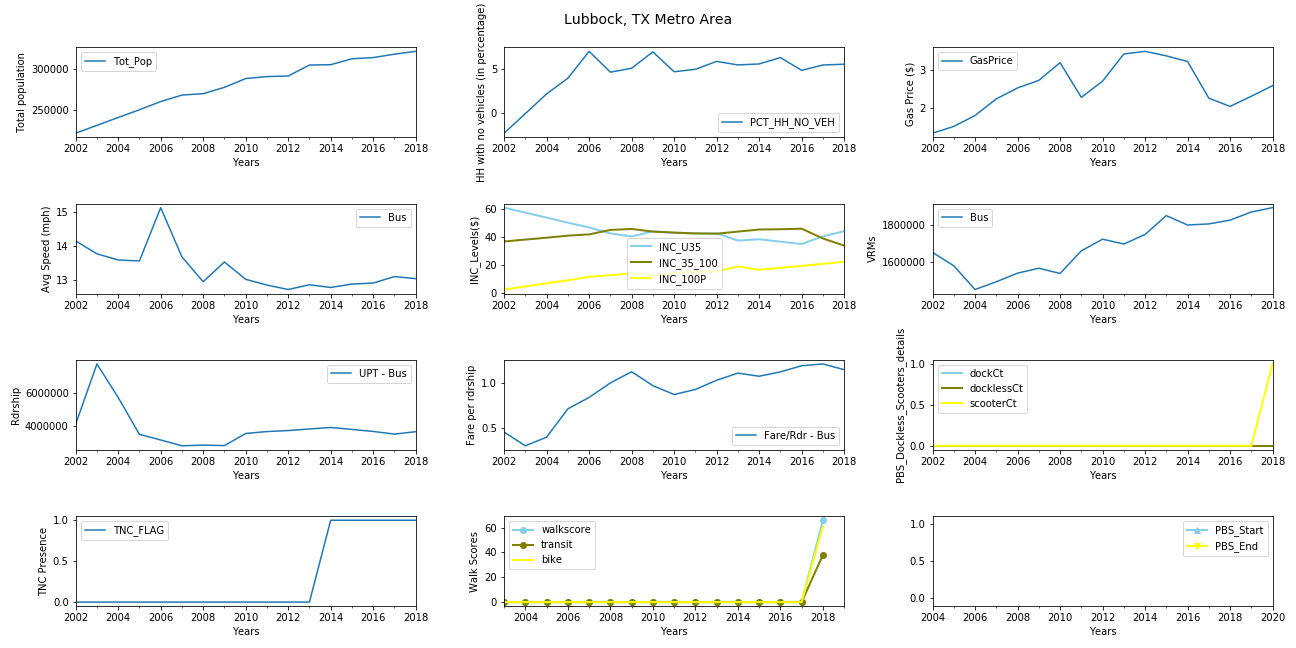 Lubbock, TX Metro Area
Total population
300000
250000
Tot_Pop
2002 2004 2006 2008 2010 2012 2014 2016 2018
Years
HH with no vehicles (in percentage)
5
0
PCT_HH_NO_VEH
2002 2004 2006 2008 2010 2012 2014 2016 2018
Years
Gas Price ($)
3
2
GasPrice
2002 2004 2006 2008 2010 2012 2014 2016 2018
Years
Avg Speed (mph)
15
14
13
Bus
2002 2004 2006 2008 2010 2012 2014 2016 2018
Years
INC_Levels($)
60
40
20
0
INC_U35
INC_35_100
INC_100P
2002 2004 2006 2008 2010 2012 2014 2016 2018
Years
VRMs
1800000
1600000
Bus
2002 2004 2006 2008 2010 2012 2014 2016 2018
Years
Rdrship
6000000
4000000
UPT - Bus
2002 2004 2006 2008 2010 2012 2014 2016 2018
Years
Fare per rdrship
1.0
0.5
Fare/Rdr - Bus
2002 2004 2006 2008 2010 2012 2014 2016 2018
Years
PBS_Dockless_Scooters_details
1.0
0.5
0.0
dockCt
docklessCt
scooterCt
2002 2004 2006 2008 2010 2012 2014 2016 2018
Years
TNC Presence
1.0
0.5
0.0
TNC_FLAG
2002 2004 2006 2008 2010 2012 2014 2016 2018
Years
Walk Scores
60
40
20
0
walkscore
transit
bike
2004 2006 2008 2010 2012 2014 2016 2018
Years
1.0
0.5
0.0
PBS_Start
PBS_End
2002 2004 2006 2008 2010 2012 2014 2016 2018 2020
Years